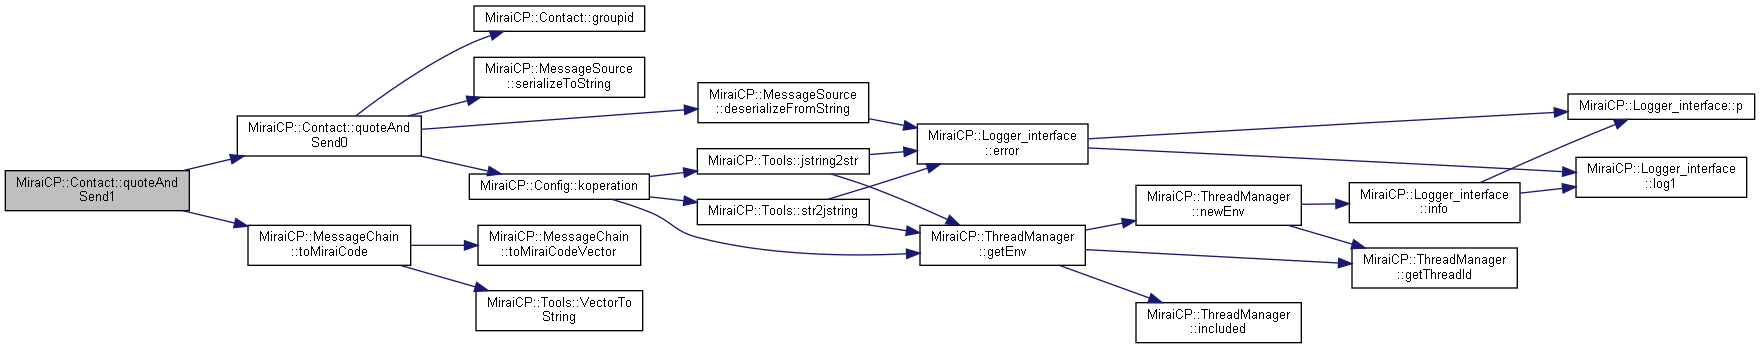 MiraiCP::Contact::quoteAnd
Send1
MiraiCP::Contact::quoteAnd
Send0
MiraiCP::MessageChain
::toMiraiCode
MiraiCP::Contact::groupid
MiraiCP::MessageSource
::serializeToString
MiraiCP::Config::koperation
MiraiCP::MessageChain
::toMiraiCodeVector
MiraiCP::Tools::VectorTo
String
MiraiCP::MessageSource
::deserializeFromString
MiraiCP::Tools::jstring2str
MiraiCP::Tools::str2jstring
MiraiCP::Logger_interface
::error
MiraiCP::ThreadManager
::getEnv
MiraiCP::ThreadManager
::newEnv
MiraiCP::ThreadManager
::included
MiraiCP::Logger_interface
::info
MiraiCP::ThreadManager
::getThreadId
MiraiCP::Logger_interface::p
MiraiCP::Logger_interface
::log1